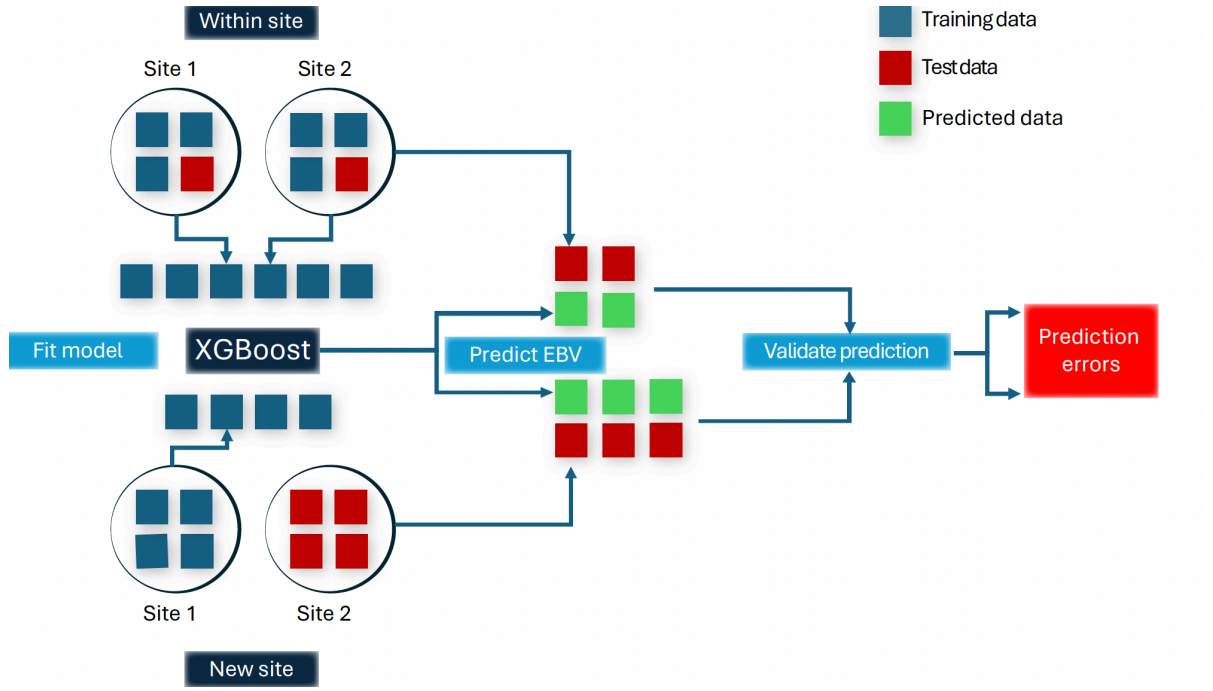 Within site
Training data
Site 1
Site 2
Test data
Predicted data
Fit model
XGBoost
Predict EBV
Validate prediction
Prediction
errors
Site 1
Site 2
New site